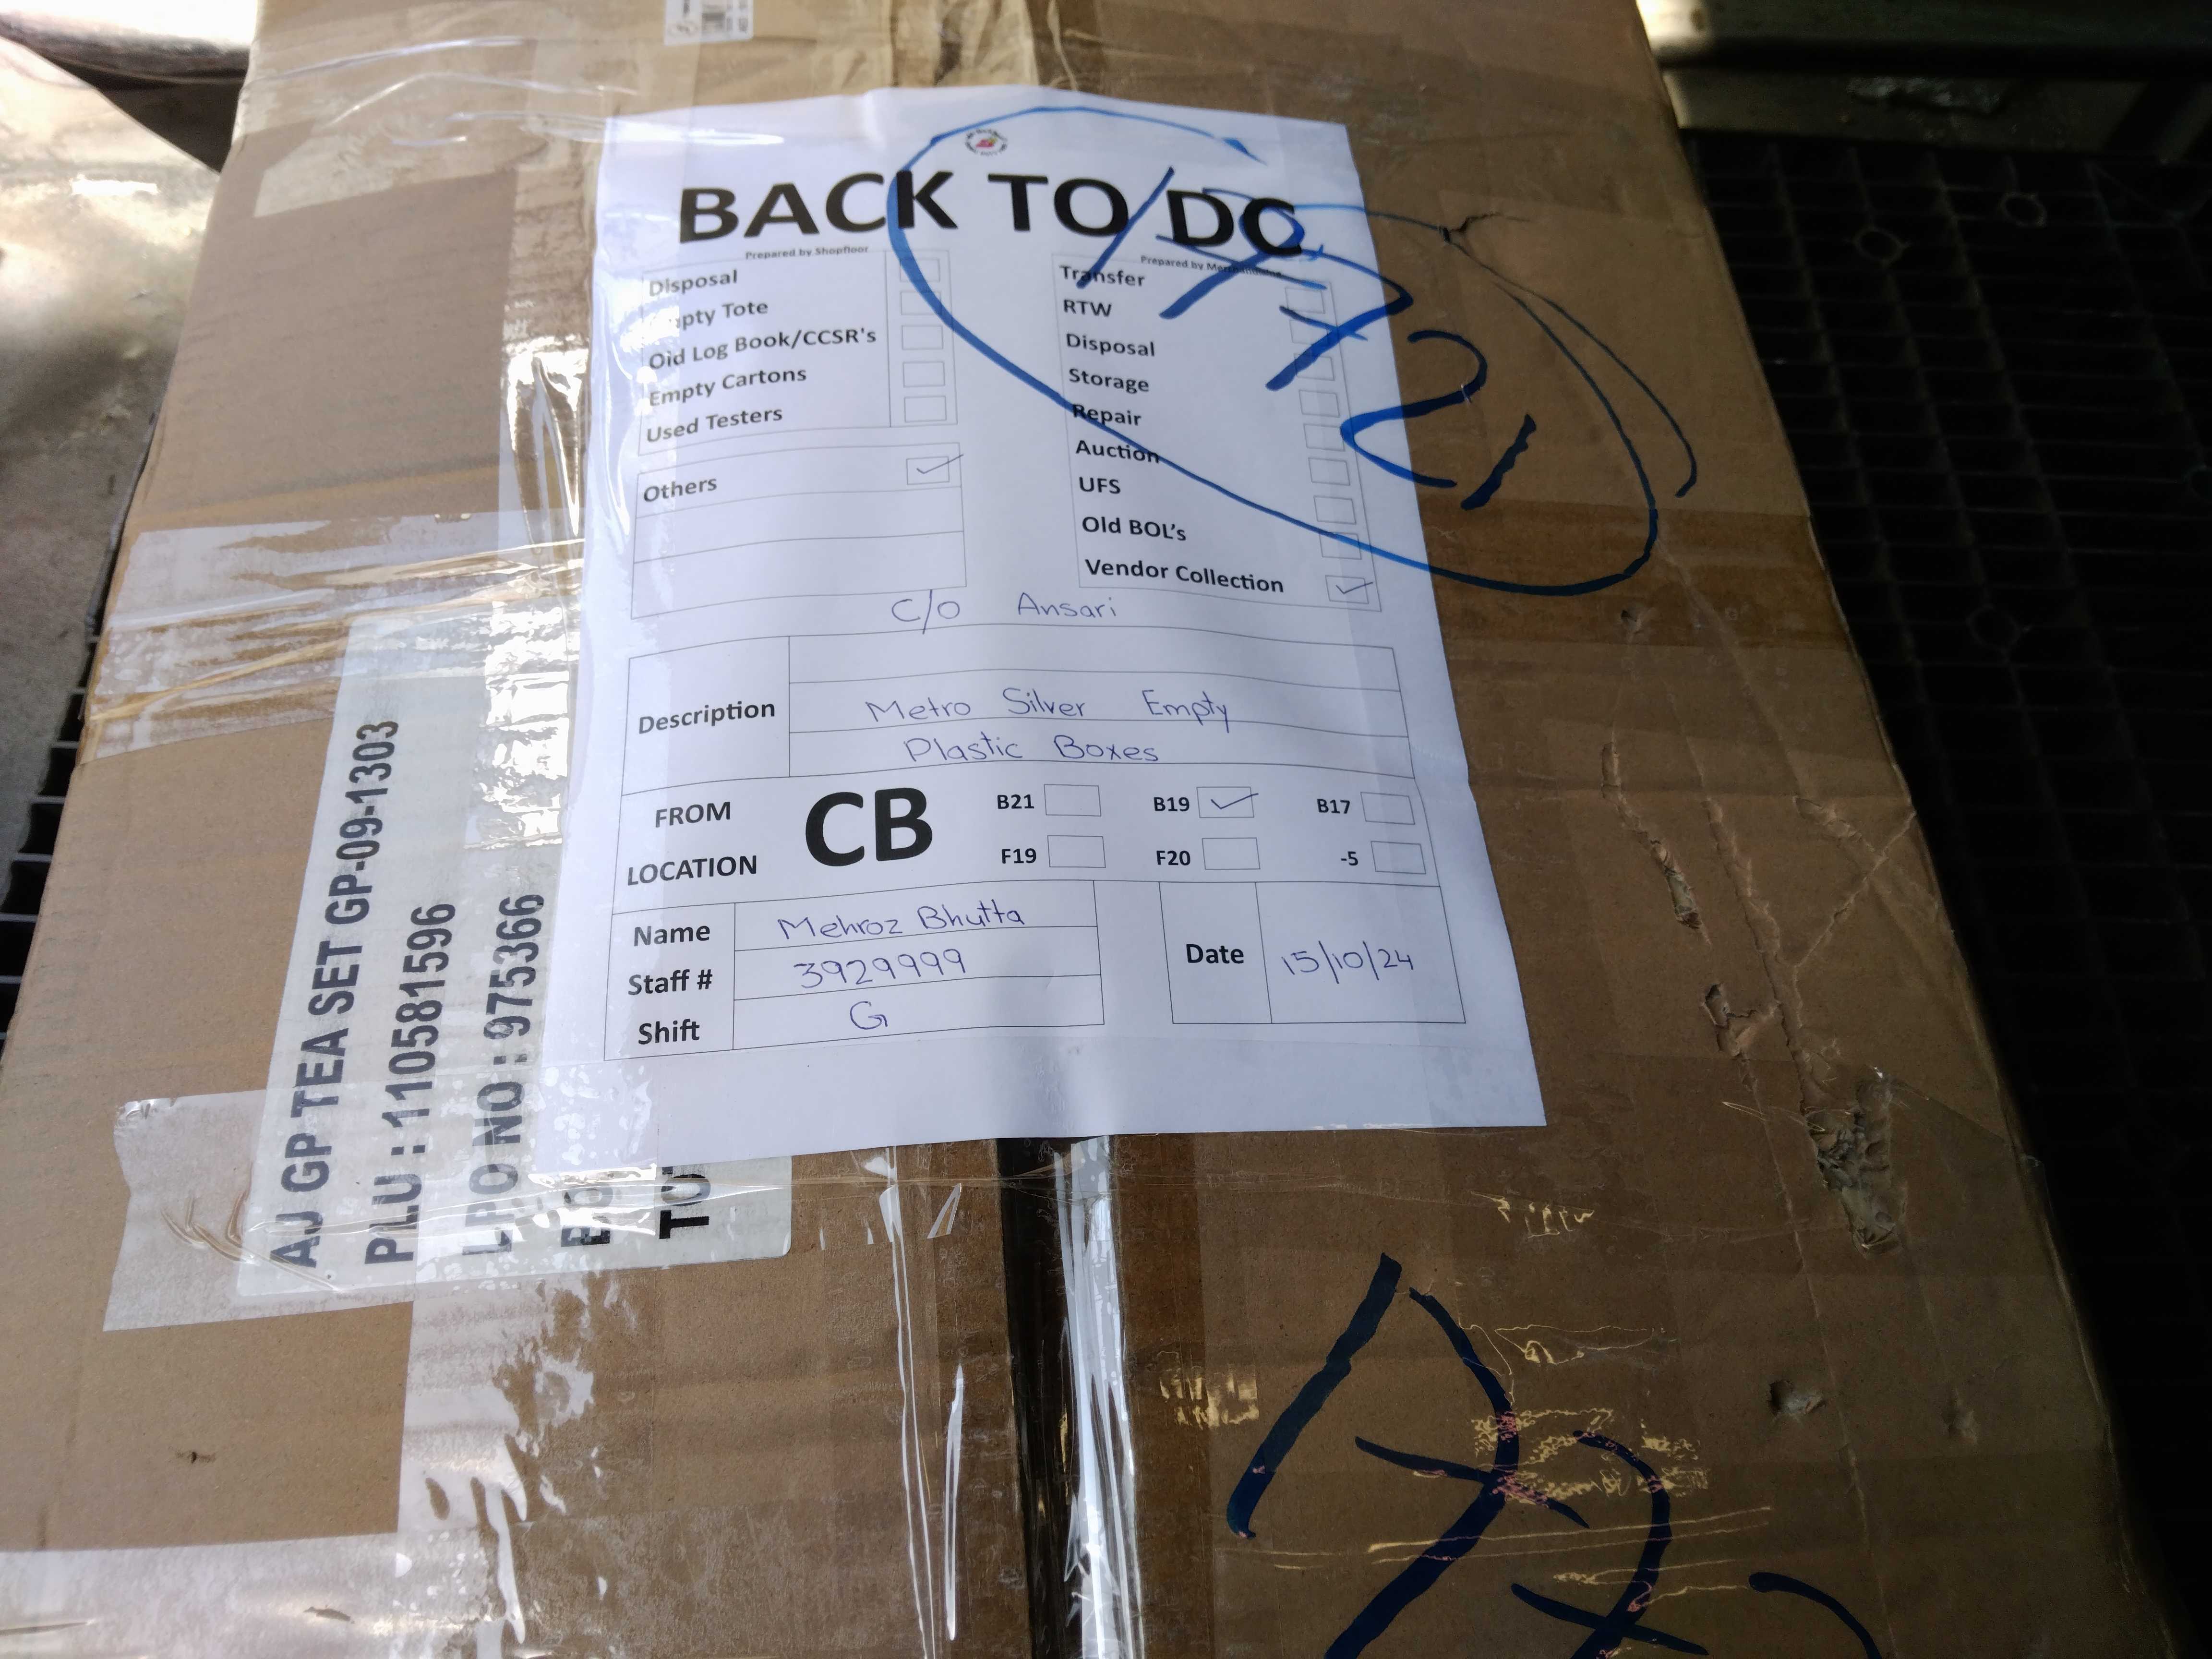 BACK TO DC
Prepared by Shopfloor
Disposal
pty Tote
Old Log Book/CCSR's
Empty Cartons
Used Testers
Others
Prepared by Merchandising
Transfer
RTW
Disposal
Storage
Repair
Auction
UFS
Old BOL's
Vendor Collection
C/O Ansari
Description
Metro Silver Empty
Plastic Boxes
FROM
LOCATION
CB
B21 B19 B17
F19 F20 -5
Name Mehroz Bhutta
Staff # 3929999
Shift G
Date 15/10/24
AJ GP TEA SET GP-09-1303
PLU : 110581596
LPO NO : 975366